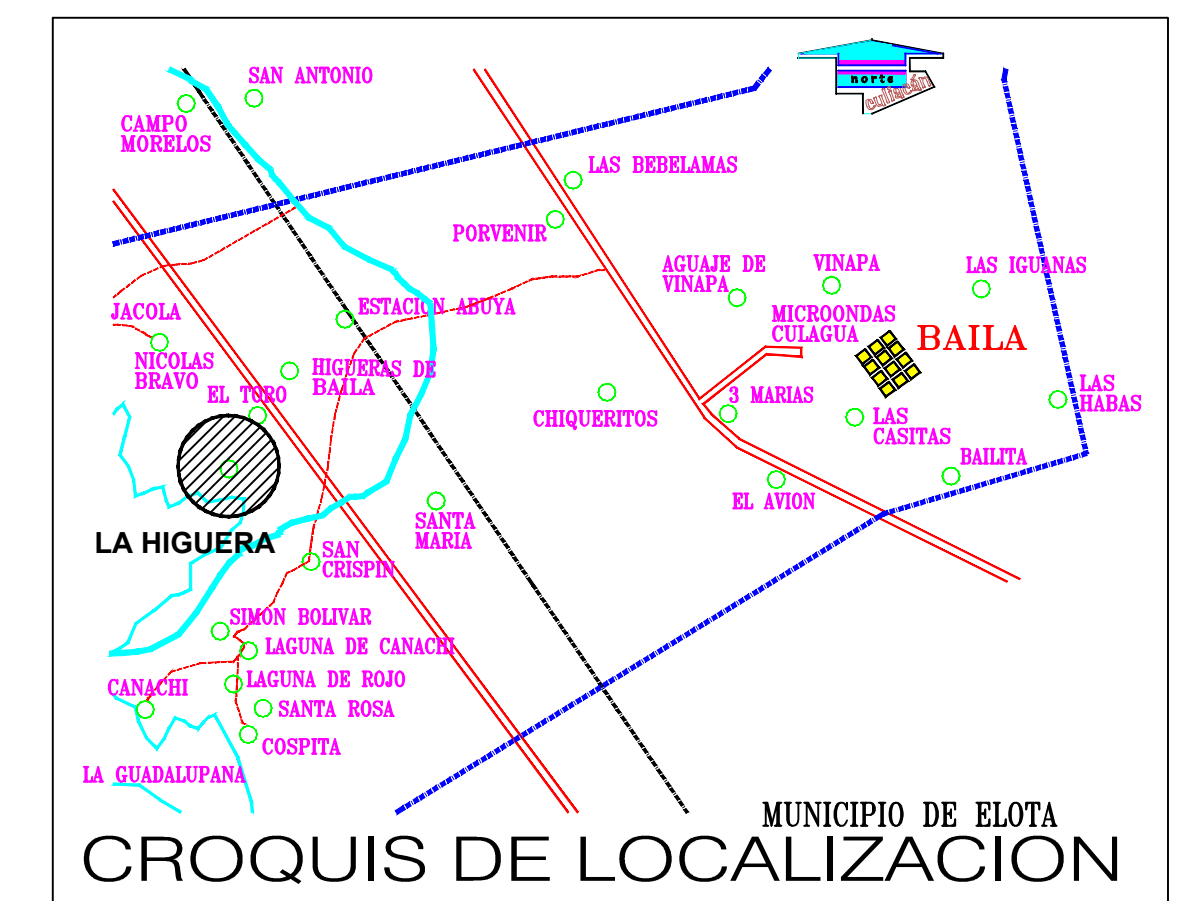 norte
culiacán
SAN ANTONIO
CAMPO
MORELOS
LAS BEBELAMAS
PORVENIR
AGUAJE DE
VINAPA
VINAPA
LAS IGUANAS
JACOLA
ESTACION ABUYA
MICROONDAS
CULAGUA
BAILA
NICOLAS
BRAVO
HIGUERAS DE
BAILA
EL TORO
CHIQUERITOS
3 MARIAS
LAS
CASITAS
LAS
HABAS
BAILITA
EL AVION
SANTA
MARIA
LA HIGUERA
SAN
CRISPIN
SIMON BOLIVAR
LAGUNA DE CANACHI
LAGUNA DE ROJO
CANACHI
SANTA ROSA
COSPITA
LA GUADALUPANA
MUNICIPIO DE ELOTA
CROQUIS DE LOCALIZACION